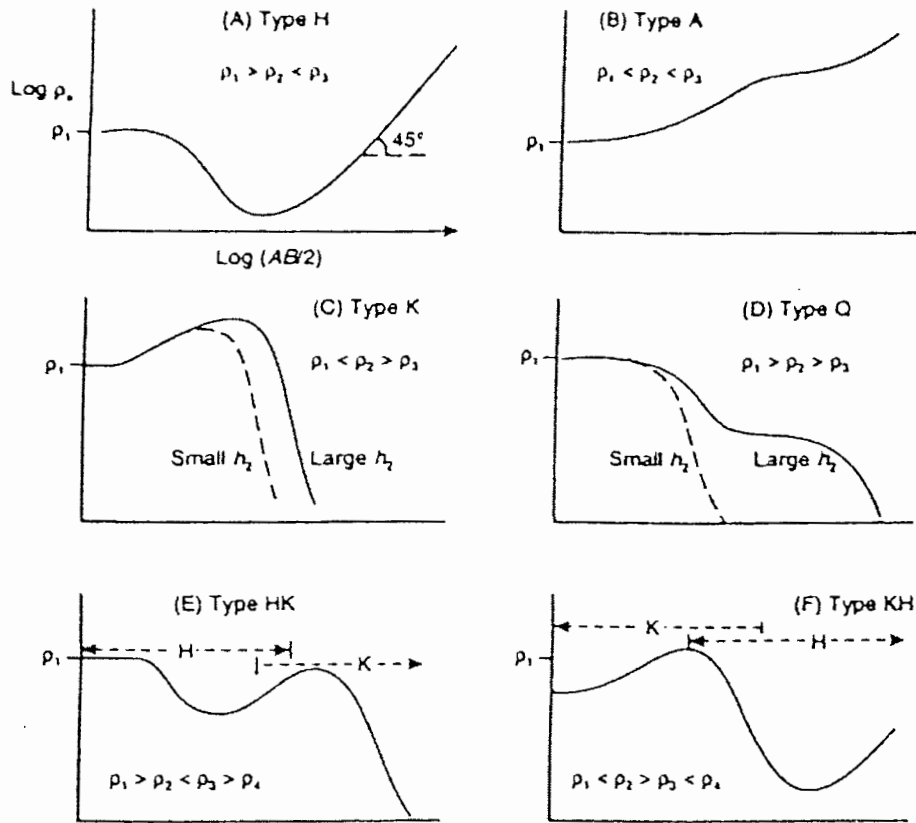 (A) Type H
ρ₁ > ρ₂ < ρ₃
Log ρₐ
ρ₁
45°
Log (AB/2)
(B) Type A
ρ₁ < ρ₂ < ρ₃
ρ₁
(C) Type K
ρ₁ < ρ₂ > ρ₃
ρ₁
Small h₂
Large h₂
(D) Type Q
ρ₁ > ρ₂ > ρ₃
ρ₁
Small h₂
Large h₂
(E) Type HK
H
K
ρ₁
ρ₁ > ρ₂ < ρ₃ > ρ₄
(F) Type KH
K
H
ρ₁
ρ₁ < ρ₂ > ρ₃ < ρ₄